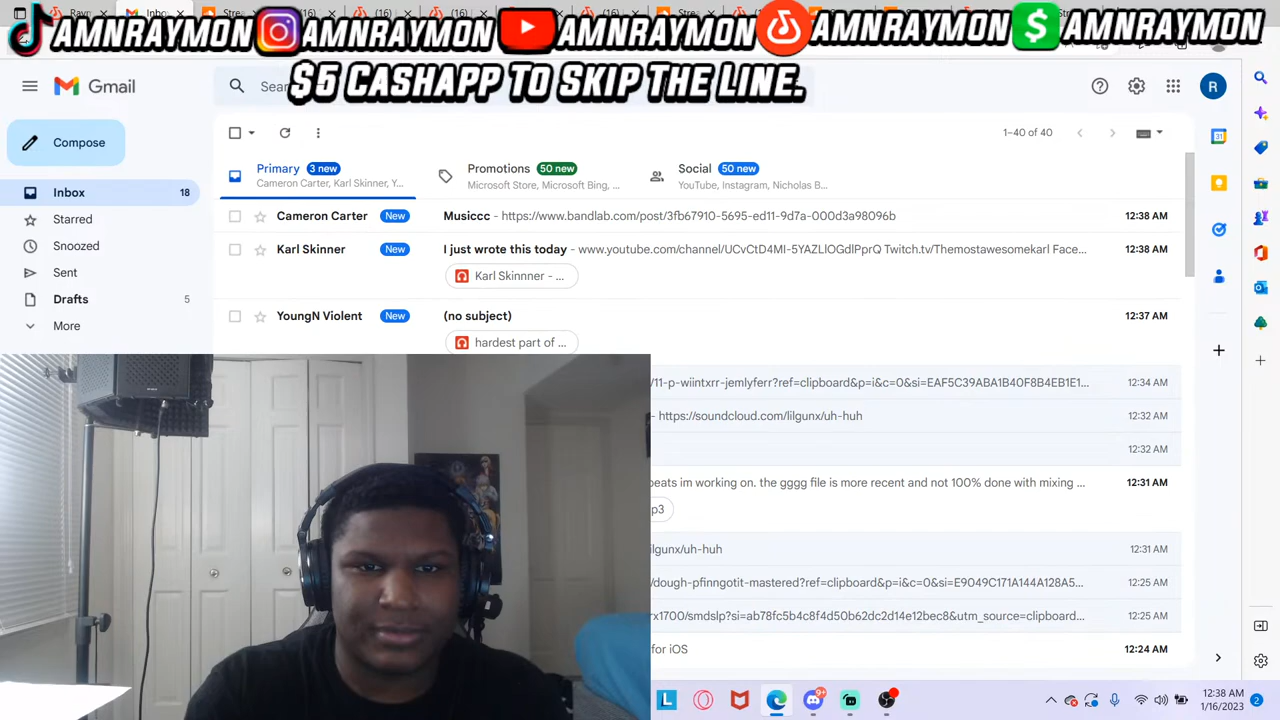 AMNRAYMON AMNRAYMON AMNRAYMON AMNRAYMON AMNRAYMON
$5 CASHAPP TO SKIP THE LINE.
Gmail
R
Compose
1–40 of 40
Inbox 18
Starred
Snoozed
Sent
Drafts 5
More
Primary 3 new
Cameron Carter, Karl Skinner, Y...
Promotions 50 new
Microsoft Store, Microsoft Bing, ...
Social 50 new
YouTube, Instagram, Nicholas B...
Cameron Carter New Musiccc - https://www.bandlab.com/post/3fb67910-5695-ed11-9d7a-000d3a98096b 12:38 AM
Karl Skinner New I just wrote this today - Twitch.tv/Themostawesomekarl Face... 12:38 AM
Karl Skinnner - ...
YoungN Violent New (no subject) 12:37 AM
hardest part of ...
/11-p-wiintxrr-jemlyferr?ref=clipboard&p=i&c=0&si=EAF5C39ABA1B40F8B4EB1E1... 12:34 AM
- https://soundcloud.com/lilgunx/uh-huh 12:32 AM
12:32 AM
beats im working on. the gggg file is more recent and not 100% done with mixing ... 12:31 AM
p3
lilgunx/uh-huh 12:31 AM
/dough-pfinngotit-mastered?ref=clipboard&p=i&c=0&si=E9049C171A144A128A5... 12:25 AM
rx1700/smdslp?si=ab78fc5b4c8f4d50b62dc2d14e12bec8&utm_source=clipboard... 12:25 AM
for iOS 12:24 AM
12:38 AM
1/16/2023